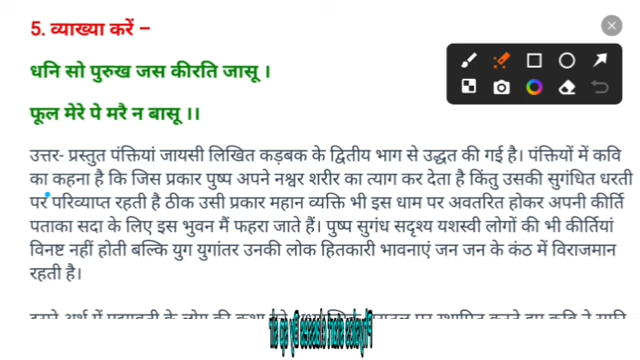 5. व्याख्या करें –
धनि सो पुरुख जस कीरति जासू ।
फूल मेरे पे मरै न बासू ।।
उत्तर- प्रस्तुत पंक्तियां जायसी लिखित कड़बक के द्वितीय भाग से उद्धत की गई है। पंक्तियों में कवि
का कहना है कि जिस प्रकार पुष्प अपने नश्वर शरीर का त्याग कर देता है किंतु उसकी सुगंधित धरती
पर परिव्याप्त रहती है ठीक उसी प्रकार महान व्यक्ति भी इस धाम पर अवतरित होकर अपनी कीर्ति
पताका सदा के लिए इस भुवन में फहरा जाते हैं। पुष्प सुगंध सदृश्य यशस्वी लोगों की भी कीर्तियां
विनष्ट नहीं होती बल्कि युग युगांतर उनकी लोक हितकारी भावनाएं जन जन के कंठ में विराजमान
रहती है।